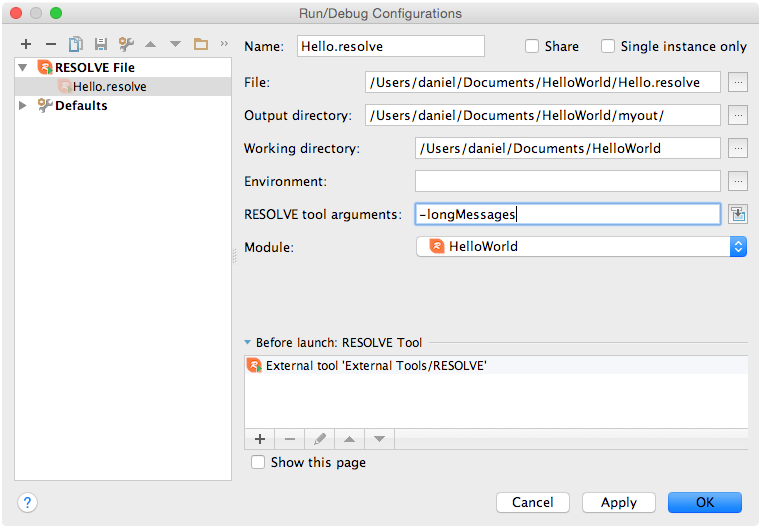 Run/Debug Configurations
Name: Hello.resolve Share Single instance only
RESOLVE File
Hello.resolve
Defaults
File: /Users/daniel/Documents/HelloWorld/Hello.resolve ...
Output directory: /Users/daniel/Documents/HelloWorld/myout/ ...
Working directory: /Users/daniel/Documents/HelloWorld ...
Environment: ...
RESOLVE tool arguments: -longMessages
Module: HelloWorld
Before launch: RESOLVE Tool
External tool 'External Tools/RESOLVE'
Show this page
? Cancel Apply OK